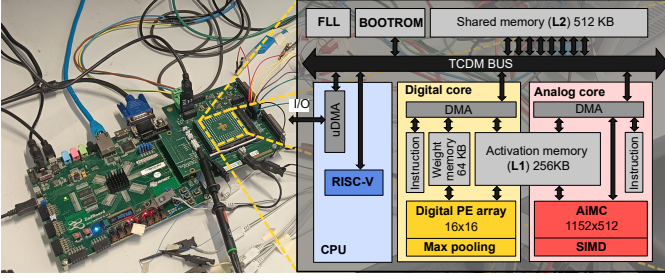 FLL
BOOTROM
Shared memory (L2) 512 KB
TCDM BUS
I/O
uDMA
RISC-V
CPU
Digital core
DMA
Instruction
Weight
memory
64 KB
Digital PE array
16x16
Max pooling
Activation memory
(L1) 256KB
Analog core
DMA
Instruction
AiMC
1152x512
SIMD